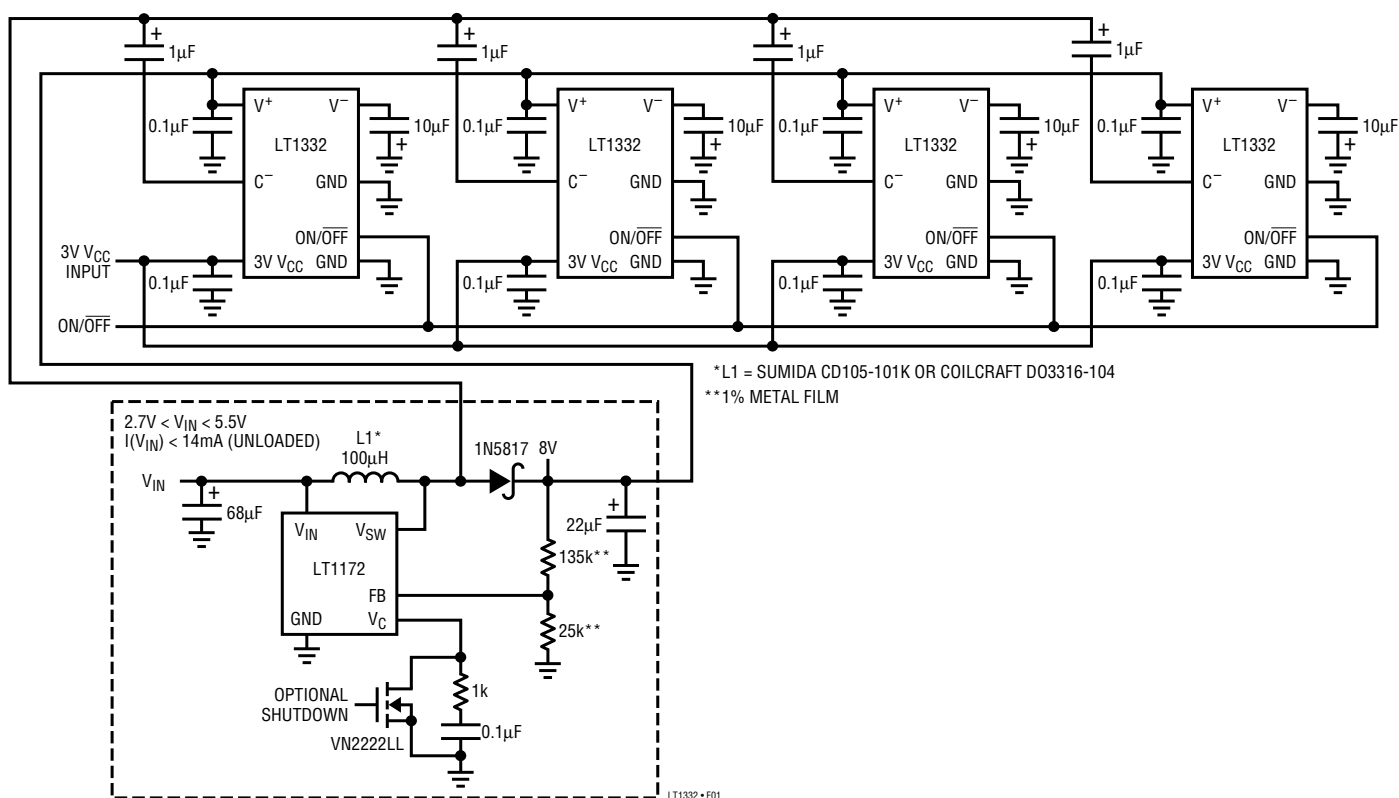 + 1µF + 1µF + 1µF + 1µF
V+ V− V+ V− V+ V− V+ V−
0.1µF 10µF 0.1µF 10µF 0.1µF 10µF 0.1µF 10µF
LT1332 LT1332 LT1332 LT1332
+ + + +
C− GND C− GND C− GND C− GND
ON/OFF ON/OFF ON/OFF ON/OFF
3V VCC INPUT
3V VCC GND 3V VCC GND 3V VCC GND 3V VCC GND
0.1µF 0.1µF 0.1µF 0.1µF
ON/OFF
*L1 = SUMIDA CD105-101K OR COILCRAFT D03316-104
**1% METAL FILM
2.7V < VIN < 5.5V
I(VIN) < 14mA (UNLOADED)
L1*
100µH
1N5817 8V
VIN
+ 68µF
+ 22µF
VIN VSW
LT1172
FB
GND VC
135k**
25k**
1k
0.1µF
OPTIONAL
SHUTDOWN
VN2222LL
LT1332 • F01